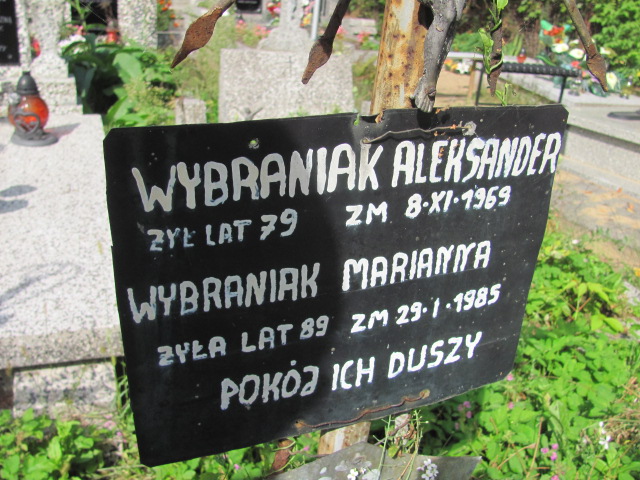 WYBRANIAK ALEKSANDER
ŻYŁ LAT 79 ZM 8·XI·1969
WYBRANIAK MARIANNA
ŻYŁA LAT 89 ZM 29·I·1985
POKÓJ ICH DUSZY